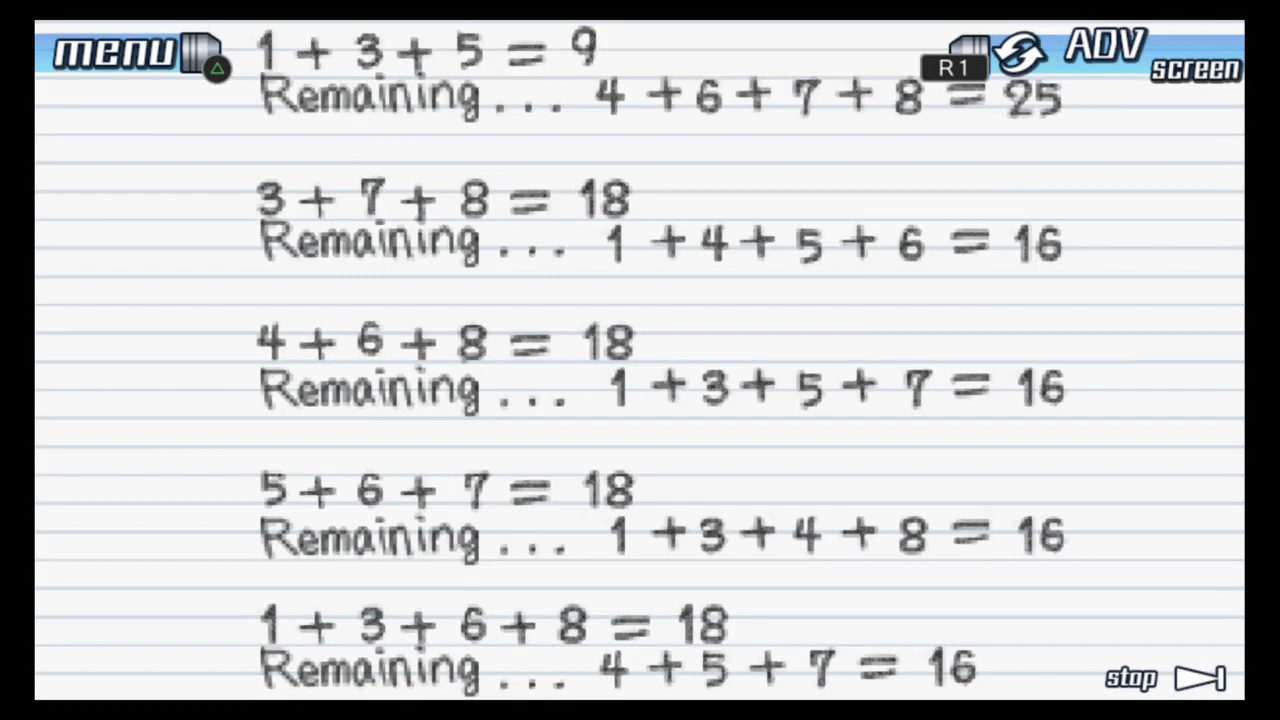 menu
1 + 3 + 5 = 9
R1
ADV
screen
Remaining... 4 + 6 + 7 + 8 = 25
3 + 7 + 8 = 18
Remaining... 1 + 4 + 5 + 6 = 16
4 + 6 + 8 = 18
Remaining... 1 + 3 + 5 + 7 = 16
5 + 6 + 7 = 18
Remaining... 1 + 3 + 4 + 8 = 16
1 + 3 + 6 + 8 = 18
Remaining... 4 + 5 + 7 = 16
stop